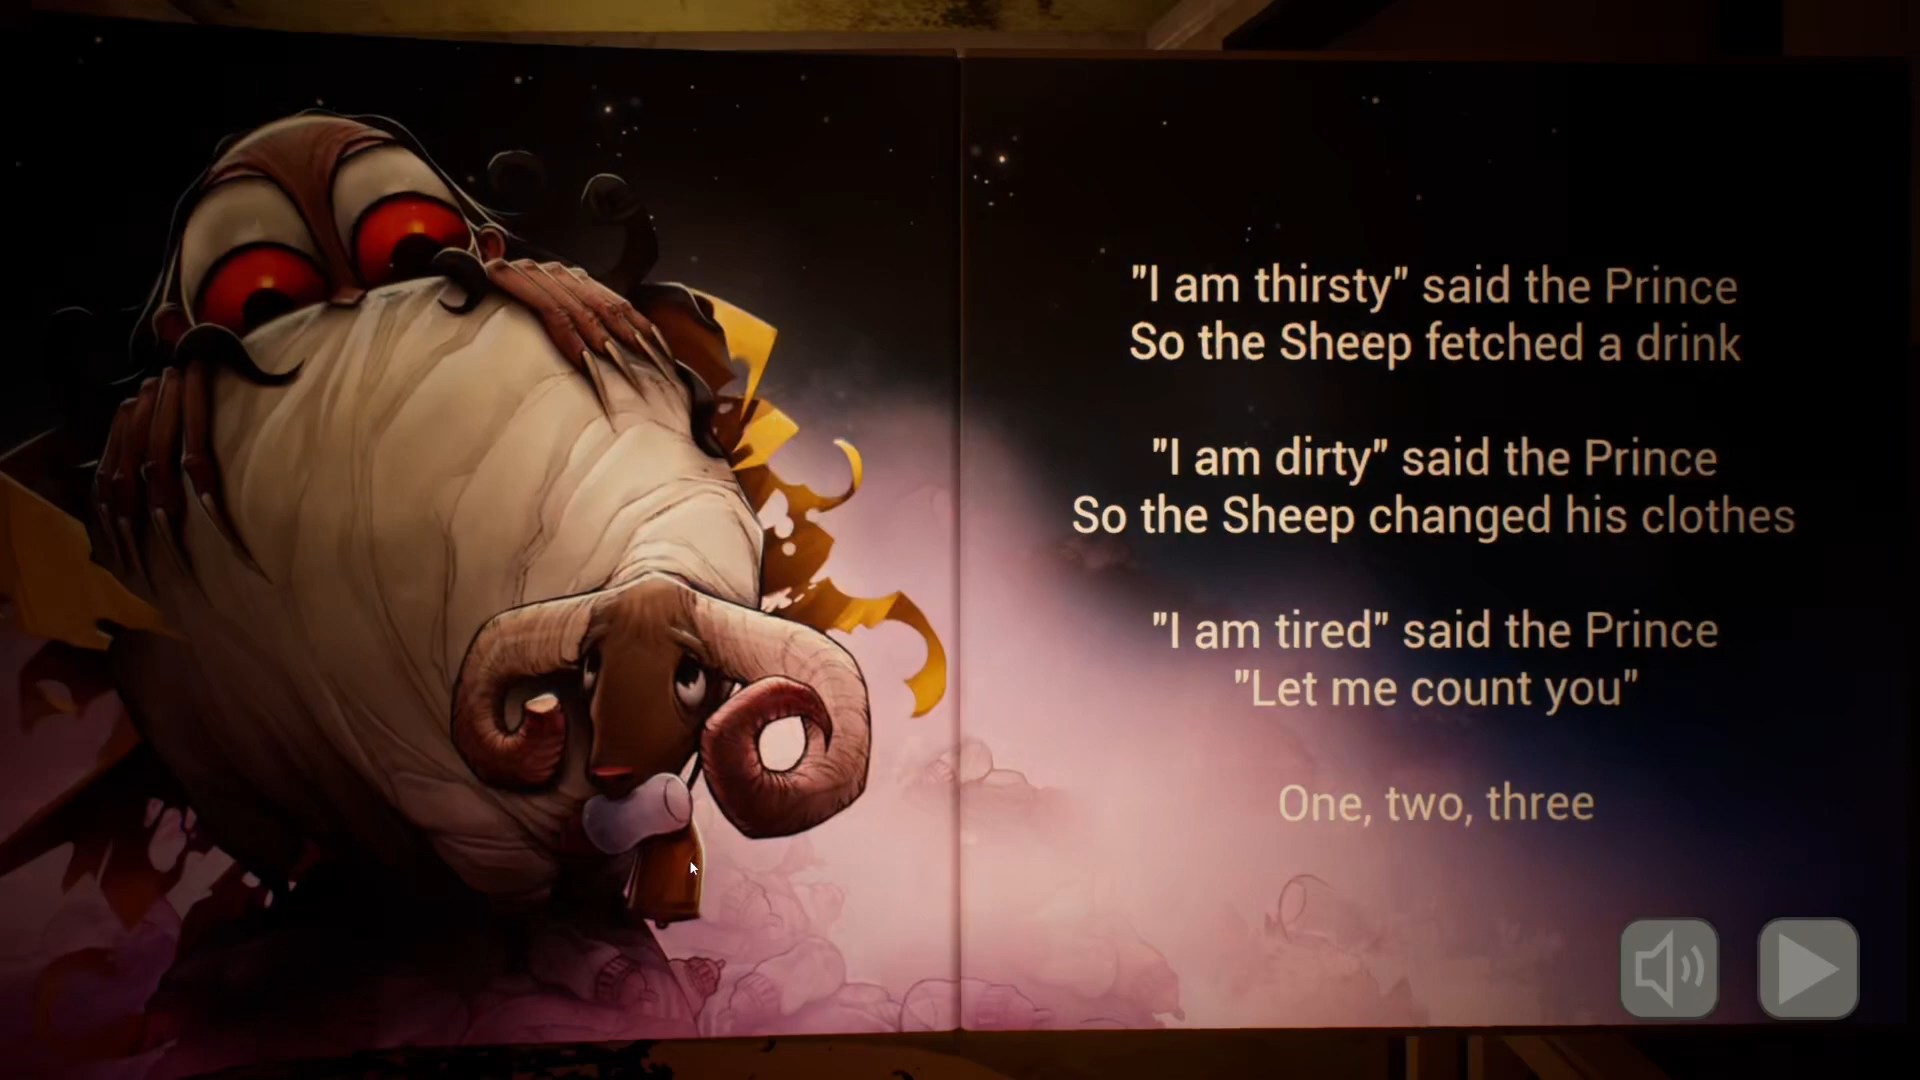 "I am thirsty" said the Prince
So the Sheep fetched a drink
"I am dirty" said the Prince
So the Sheep changed his clothes
"I am tired" said the Prince
"Let me count you"
One, two, three